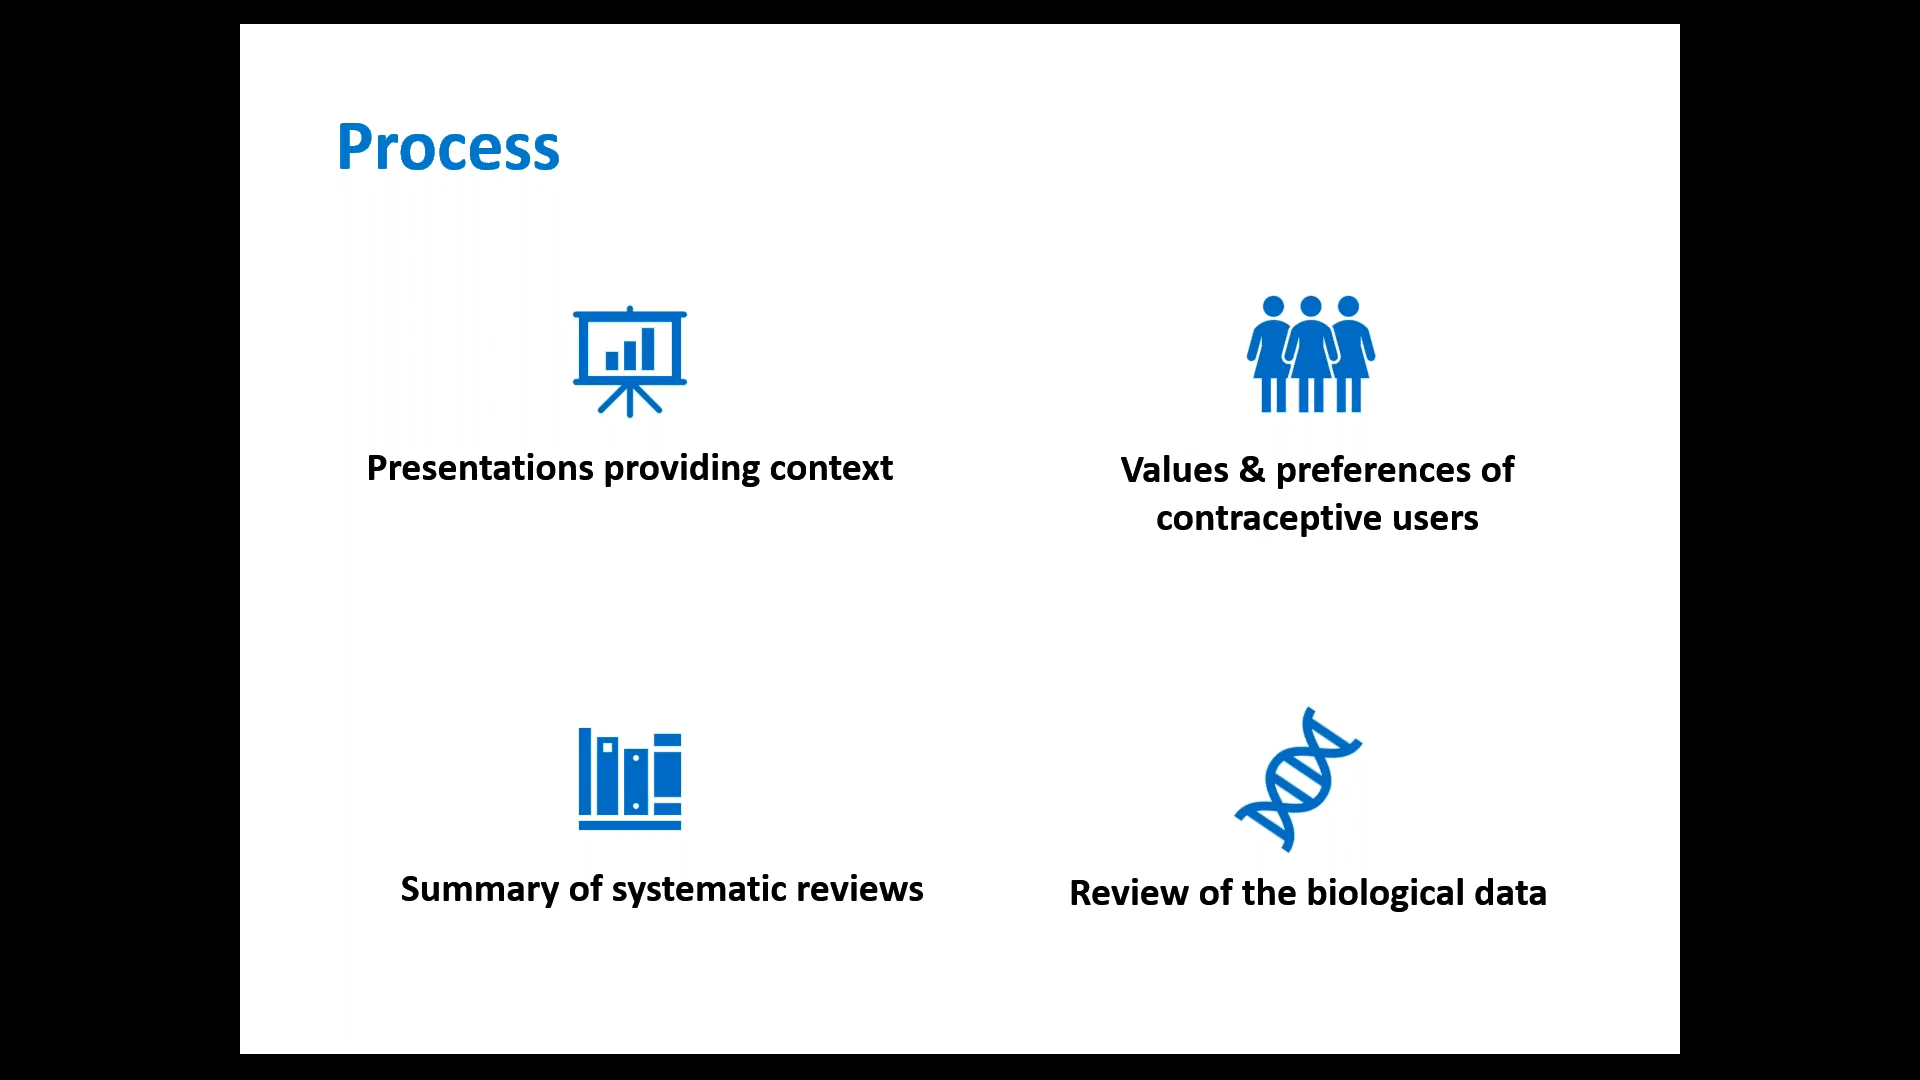 Process
Presentations providing context
Values & preferences of
contraceptive users
Summary of systematic reviews
Review of the biological data